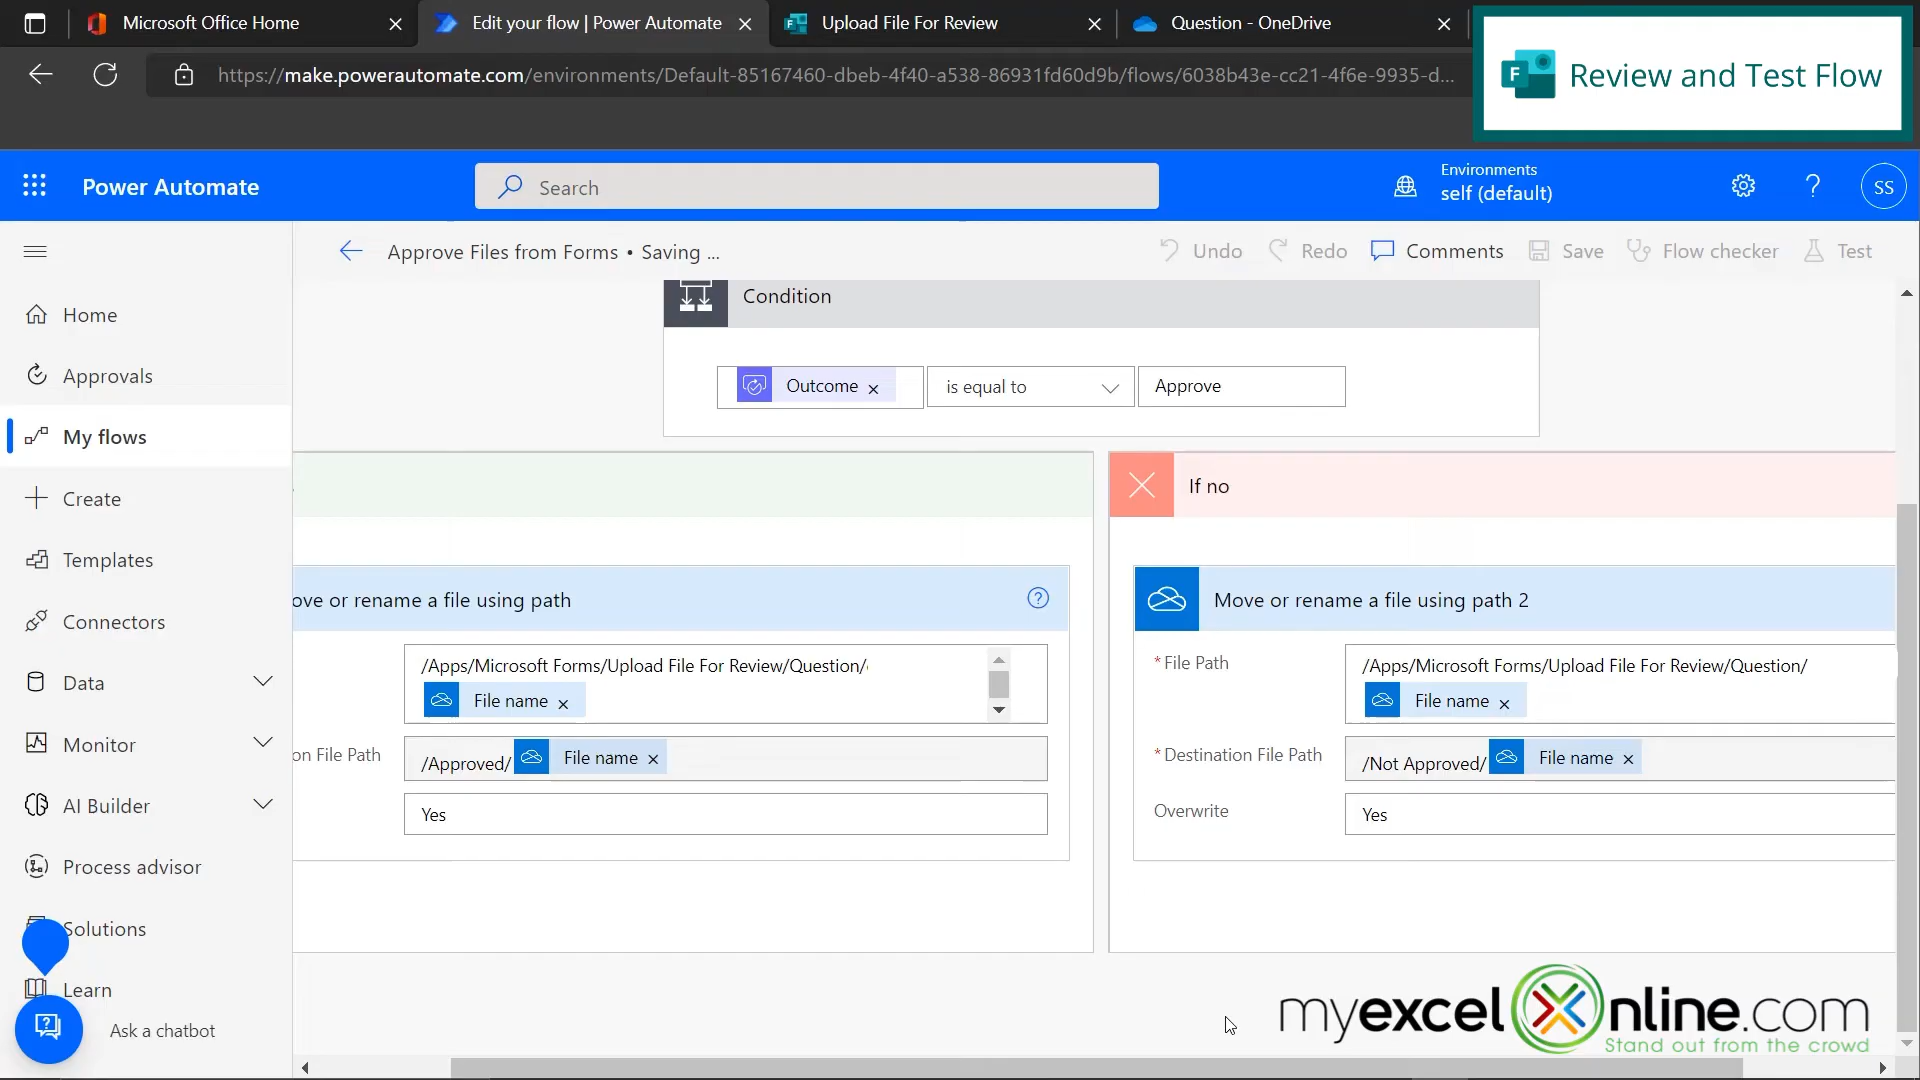 Microsoft Office Home
Edit your flow | Power Automate
Upload File For Review
Question - OneDrive
https://make.powerautomate.com/environments/Default-85167460-dbeb-4f40-a538-86931fd60d9b/flows/6038b43e-cc21-4f6e-9935-d...
F Review and Test Flow
Power Automate
Search
Environments
self (default)
?
SS
Approve Files from Forms • Saving ...
Undo
Redo
Comments
Save
Flow checker
Test
Home
Approvals
My flows
Create
Templates
Connectors
Data
Monitor
AI Builder
Process advisor
Solutions
Learn
Ask a chatbot
Condition
Outcome
is equal to
Approve
If no
ove or rename a file using path
/Apps/Microsoft Forms/Upload File For Review/Question/
File name
on File Path
/Approved/ File name
Yes
Move or rename a file using path 2
*File Path
/Apps/Microsoft Forms/Upload File For Review/Question/
File name
*Destination File Path
/Not Approved/ File name
Overwrite
Yes
myexcelOnline.com
Stand out from the crowd